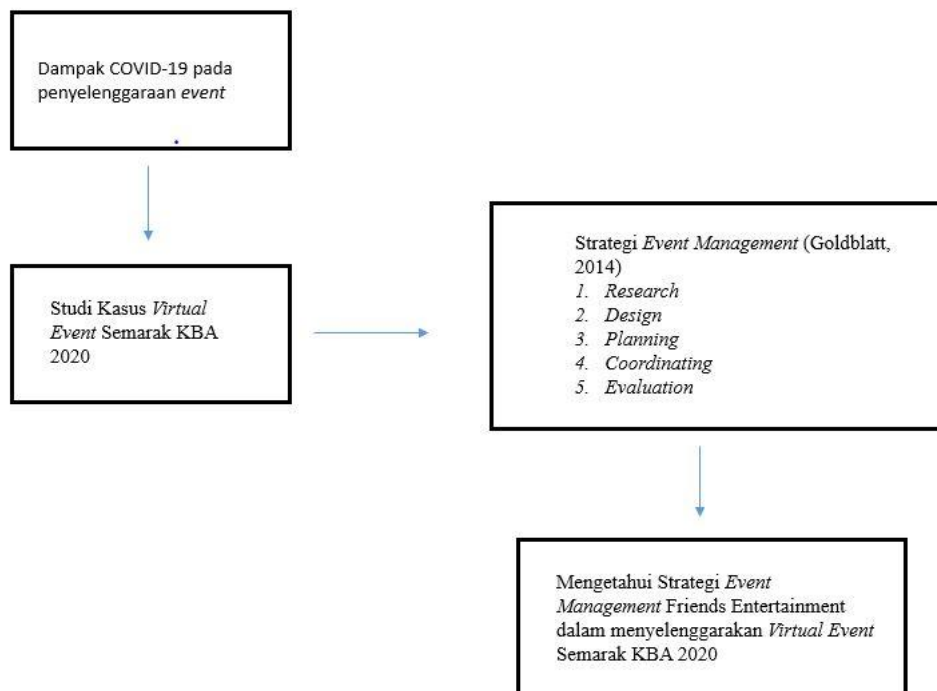 Dampak COVID-19 pada
penyelenggaraan event
Studi Kasus Virtual
Event Semarak KBA
2020
Strategi Event Management (Goldblatt,
2014)
1. Research
2. Design
3. Planning
4. Coordinating
5. Evaluation
Mengetahui Strategi Event
Management Friends Entertainment
dalam menyelenggarakan Virtual Event
Semarak KBA 2020